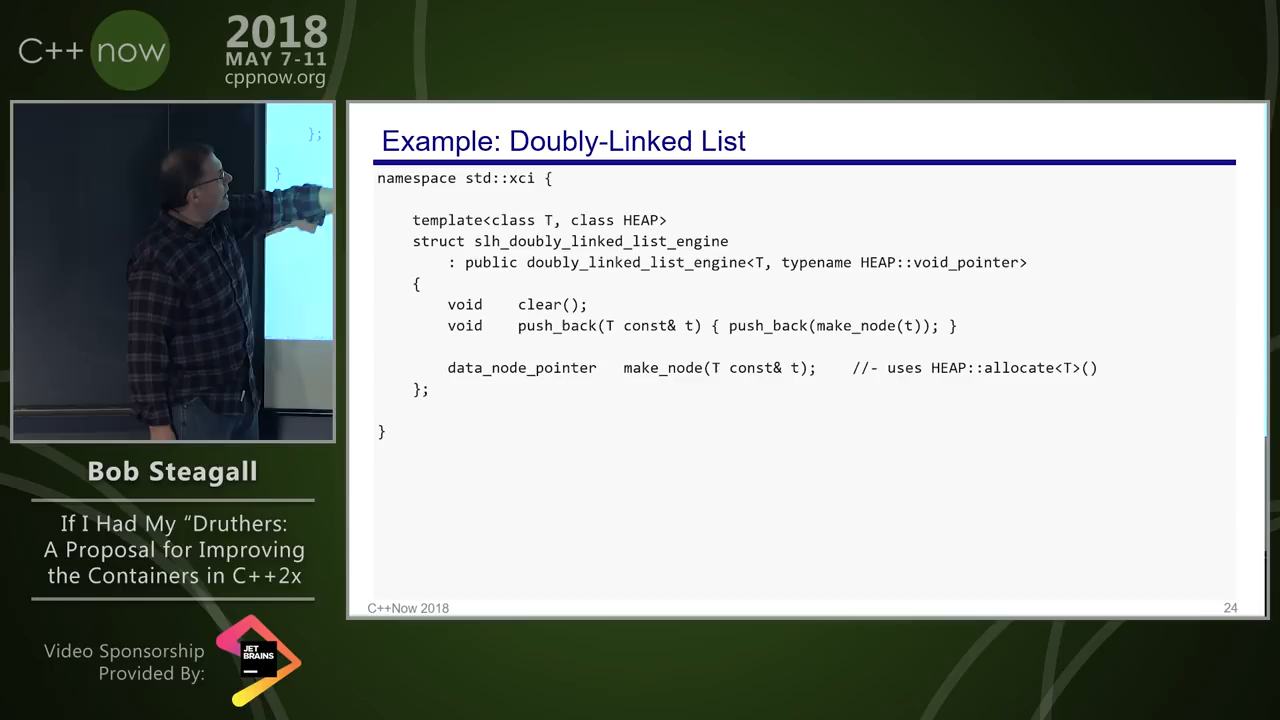 C++ now
2018
MAY 7-11
cppnow.org
};
}
Example: Doubly-Linked List
namespace std::xci {
template<class T, class HEAP>
struct slh_doubly_linked_list_engine
: public doubly_linked_list_engine<T, typename HEAP::void_pointer>
{
void clear();
void push_back(T const& t) { push_back(make_node(t)); }
data_node_pointer make_node(T const& t); //- uses HEAP::allocate<T>()
};
}
C++Now 2018
24
Bob Steagall
If I Had My “Druthers:
A Proposal for Improving
the Containers in C++2x
Video Sponsorship
Provided By:
JET
BRAINS